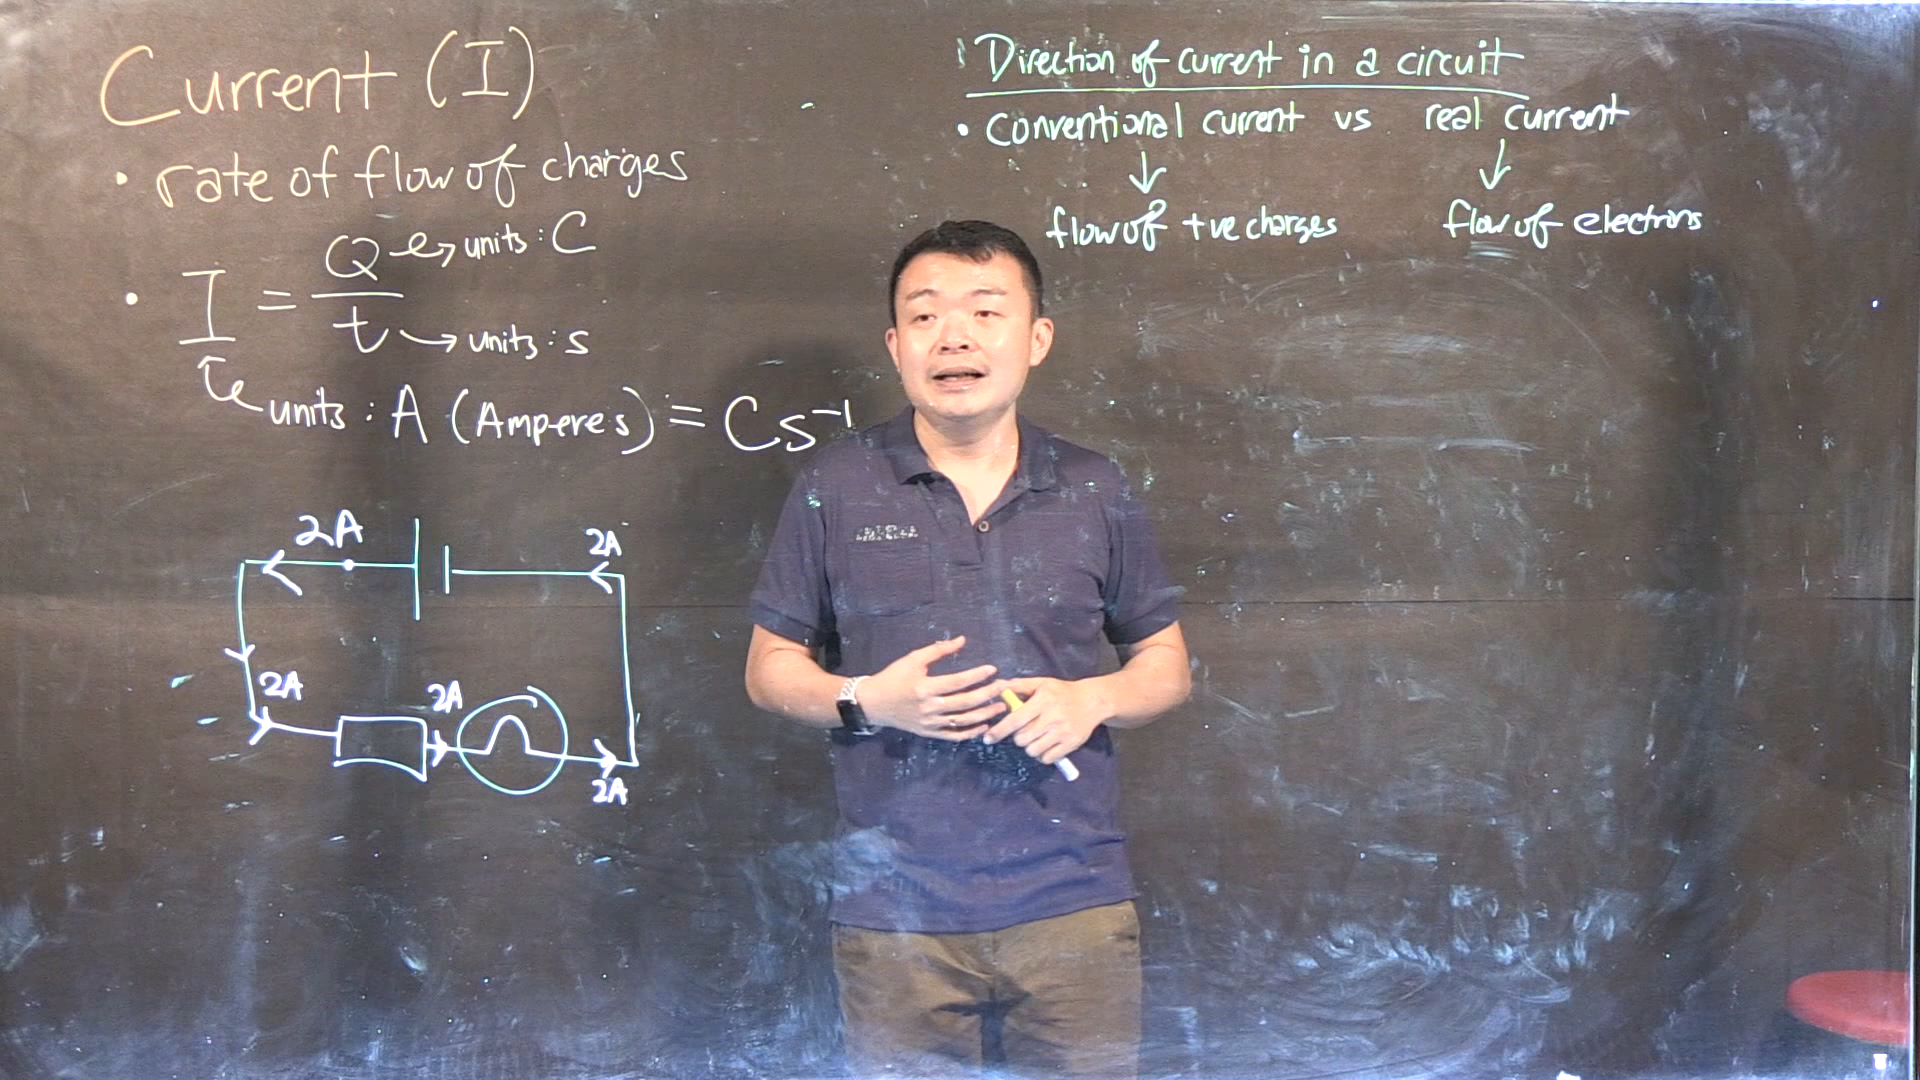 Current (I)
• rate of flow of charges
• I = Q/t
units : C
units : s
units : A (Amperes) = Cs⁻¹
2A
2A
2A
2A
2A
Direction of current in a circuit
• Conventional current vs real current
flow of +ve charges
flow of electrons